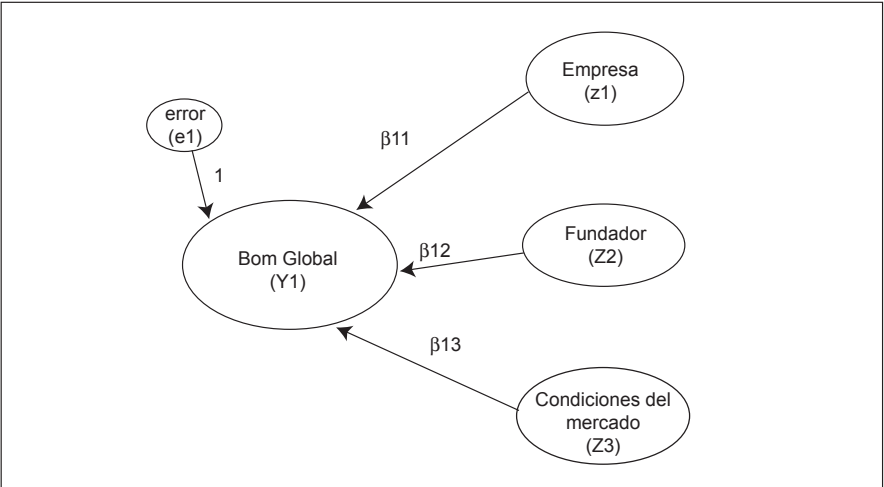 Empresa
(z1)
error
(e1)
β11
1
Fundador
(Z2)
β12
Bom Global
(Y1)
β13
Condiciones del
mercado
(Z3)